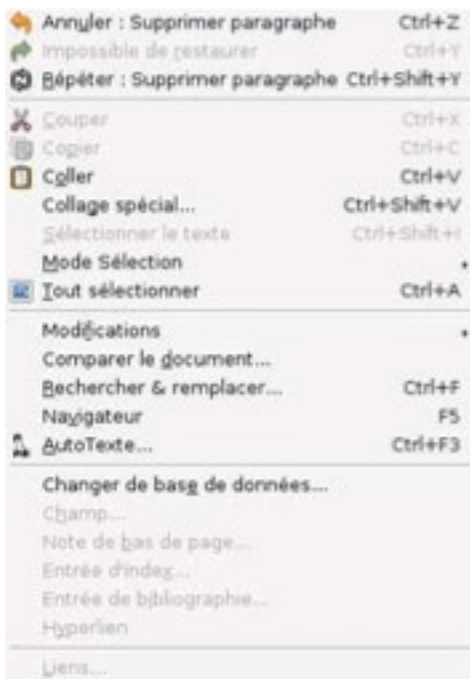 Annuler : Supprimer paragraphe Ctrl+Z
Impossible de restaurer Ctrl+Y
Répéter : Supprimer paragraphe Ctrl+Shift+Y
Couper Ctrl+X
Copier Ctrl+C
Coller Ctrl+V
Collage spécial... Ctrl+Shift+V
Sélectionner le texte Ctrl+Shift+I
Mode Sélection
Tout sélectionner Ctrl+A
Modifications
Comparer le document...
Rechercher & remplacer... Ctrl+F
Navigateur F5
AutoTexte... Ctrl+F3
Changer de base de données...
Champ...
Note de bas de page...
Entrée d'index...
Entrée de bibliographie...
Hyperlien
Liens...